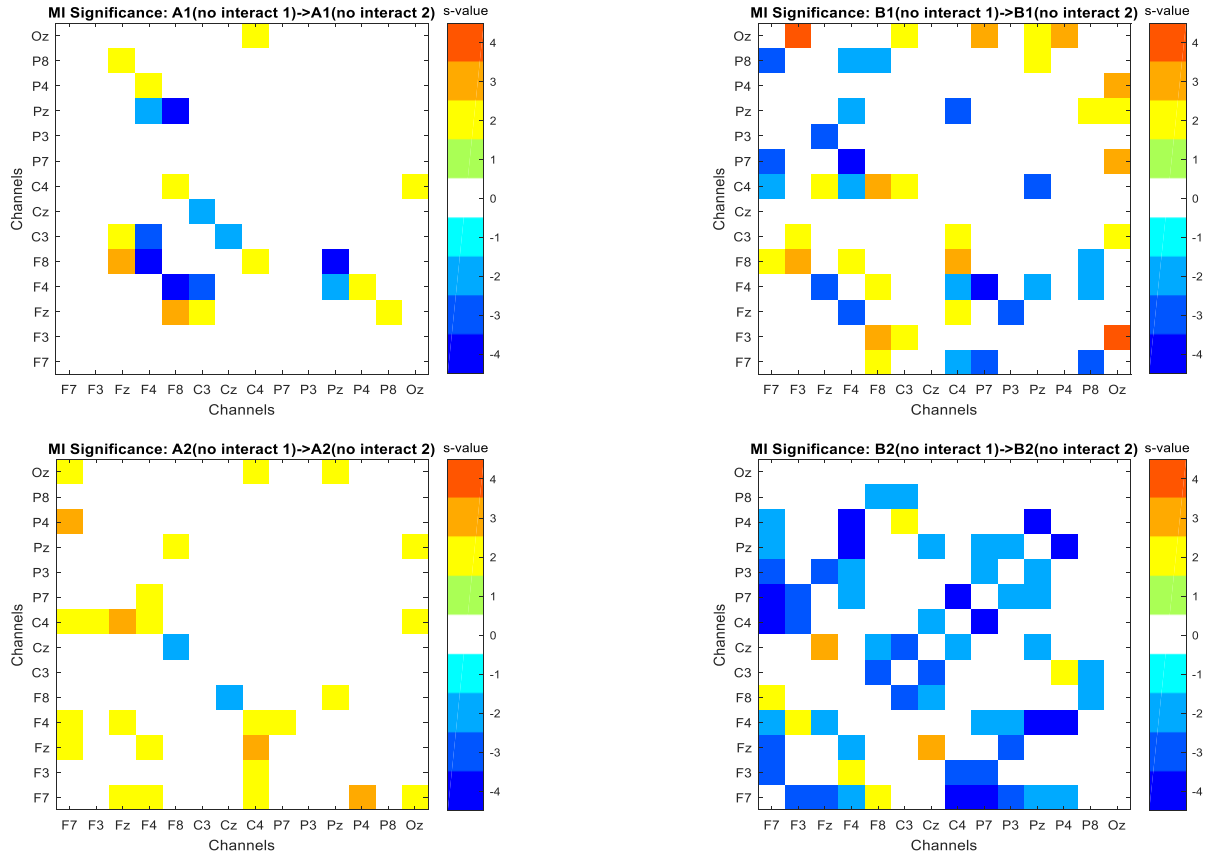 MI Significance: A1(no interact 1)->A1(no interact 2) s-value
Oz
P8
P4
Pz
P3
P7
C4
Cz
C3
F8
F4
Fz
F3
F7
Channels
F7 F3 Fz F4 F8 C3 Cz C4 P7 P3 Pz P4 P8 Oz
Channels
4
3
2
1
0
-1
-2
-3
-4
MI Significance: B1(no interact 1)->B1(no interact 2) s-value
Oz
P8
P4
Pz
P3
P7
C4
Cz
C3
F8
F4
Fz
F3
F7
Channels
F7 F3 Fz F4 F8 C3 Cz C4 P7 P3 Pz P4 P8 Oz
Channels
4
3
2
1
0
-1
-2
-3
-4
MI Significance: A2(no interact 1)->A2(no interact 2) s-value
Oz
P8
P4
Pz
P3
P7
C4
Cz
C3
F8
F4
Fz
F3
F7
Channels
F7 F3 Fz F4 F8 C3 Cz C4 P7 P3 Pz P4 P8 Oz
Channels
4
3
2
1
0
-1
-2
-3
-4
MI Significance: B2(no interact 1)->B2(no interact 2) s-value
Oz
P8
P4
Pz
P3
P7
C4
Cz
C3
F8
F4
Fz
F3
F7
Channels
F7 F3 Fz F4 F8 C3 Cz C4 P7 P3 Pz P4 P8 Oz
Channels
4
3
2
1
0
-1
-2
-3
-4